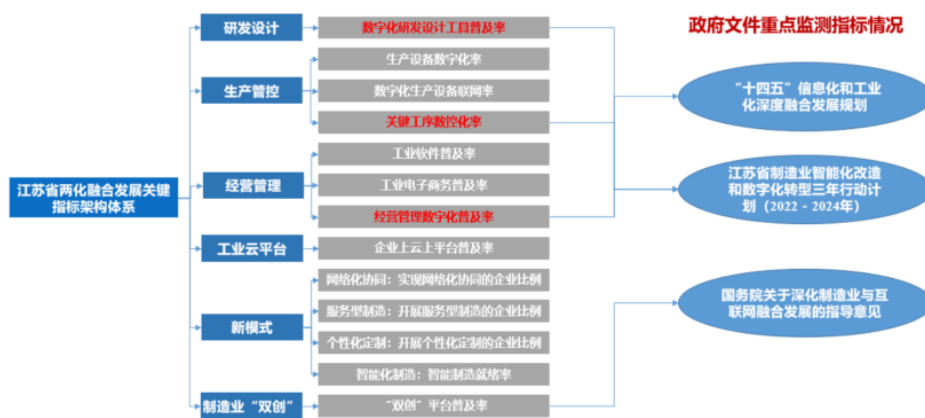 政府文件重点监测指标情况
江苏省两化融合发展关键
指标架构体系
研发设计
数字化研发设计工具普及率
生产管控
生产设备数字化率
数字化生产设备联网率
关键工序数控化率
经营管理
工业软件普及率
工业电子商务普及率
经营管理数字化普及率
工业云平台
企业上云上平台普及率
新模式
网络化协同：实现网络化协同的企业比例
服务型制造：开展服务型制造的企业比例
个性化定制：开展个性化定制的企业比例
智能化制造：智能制造就绪率
制造业“双创”
“双创”平台普及率
“十四五”信息化和工业
化深度融合发展规划
江苏省制造业智能化改造
和数字化转型三年行动计
划（2022-2024年）
国务院关于深化制造业与互
联网融合发展的指导意见